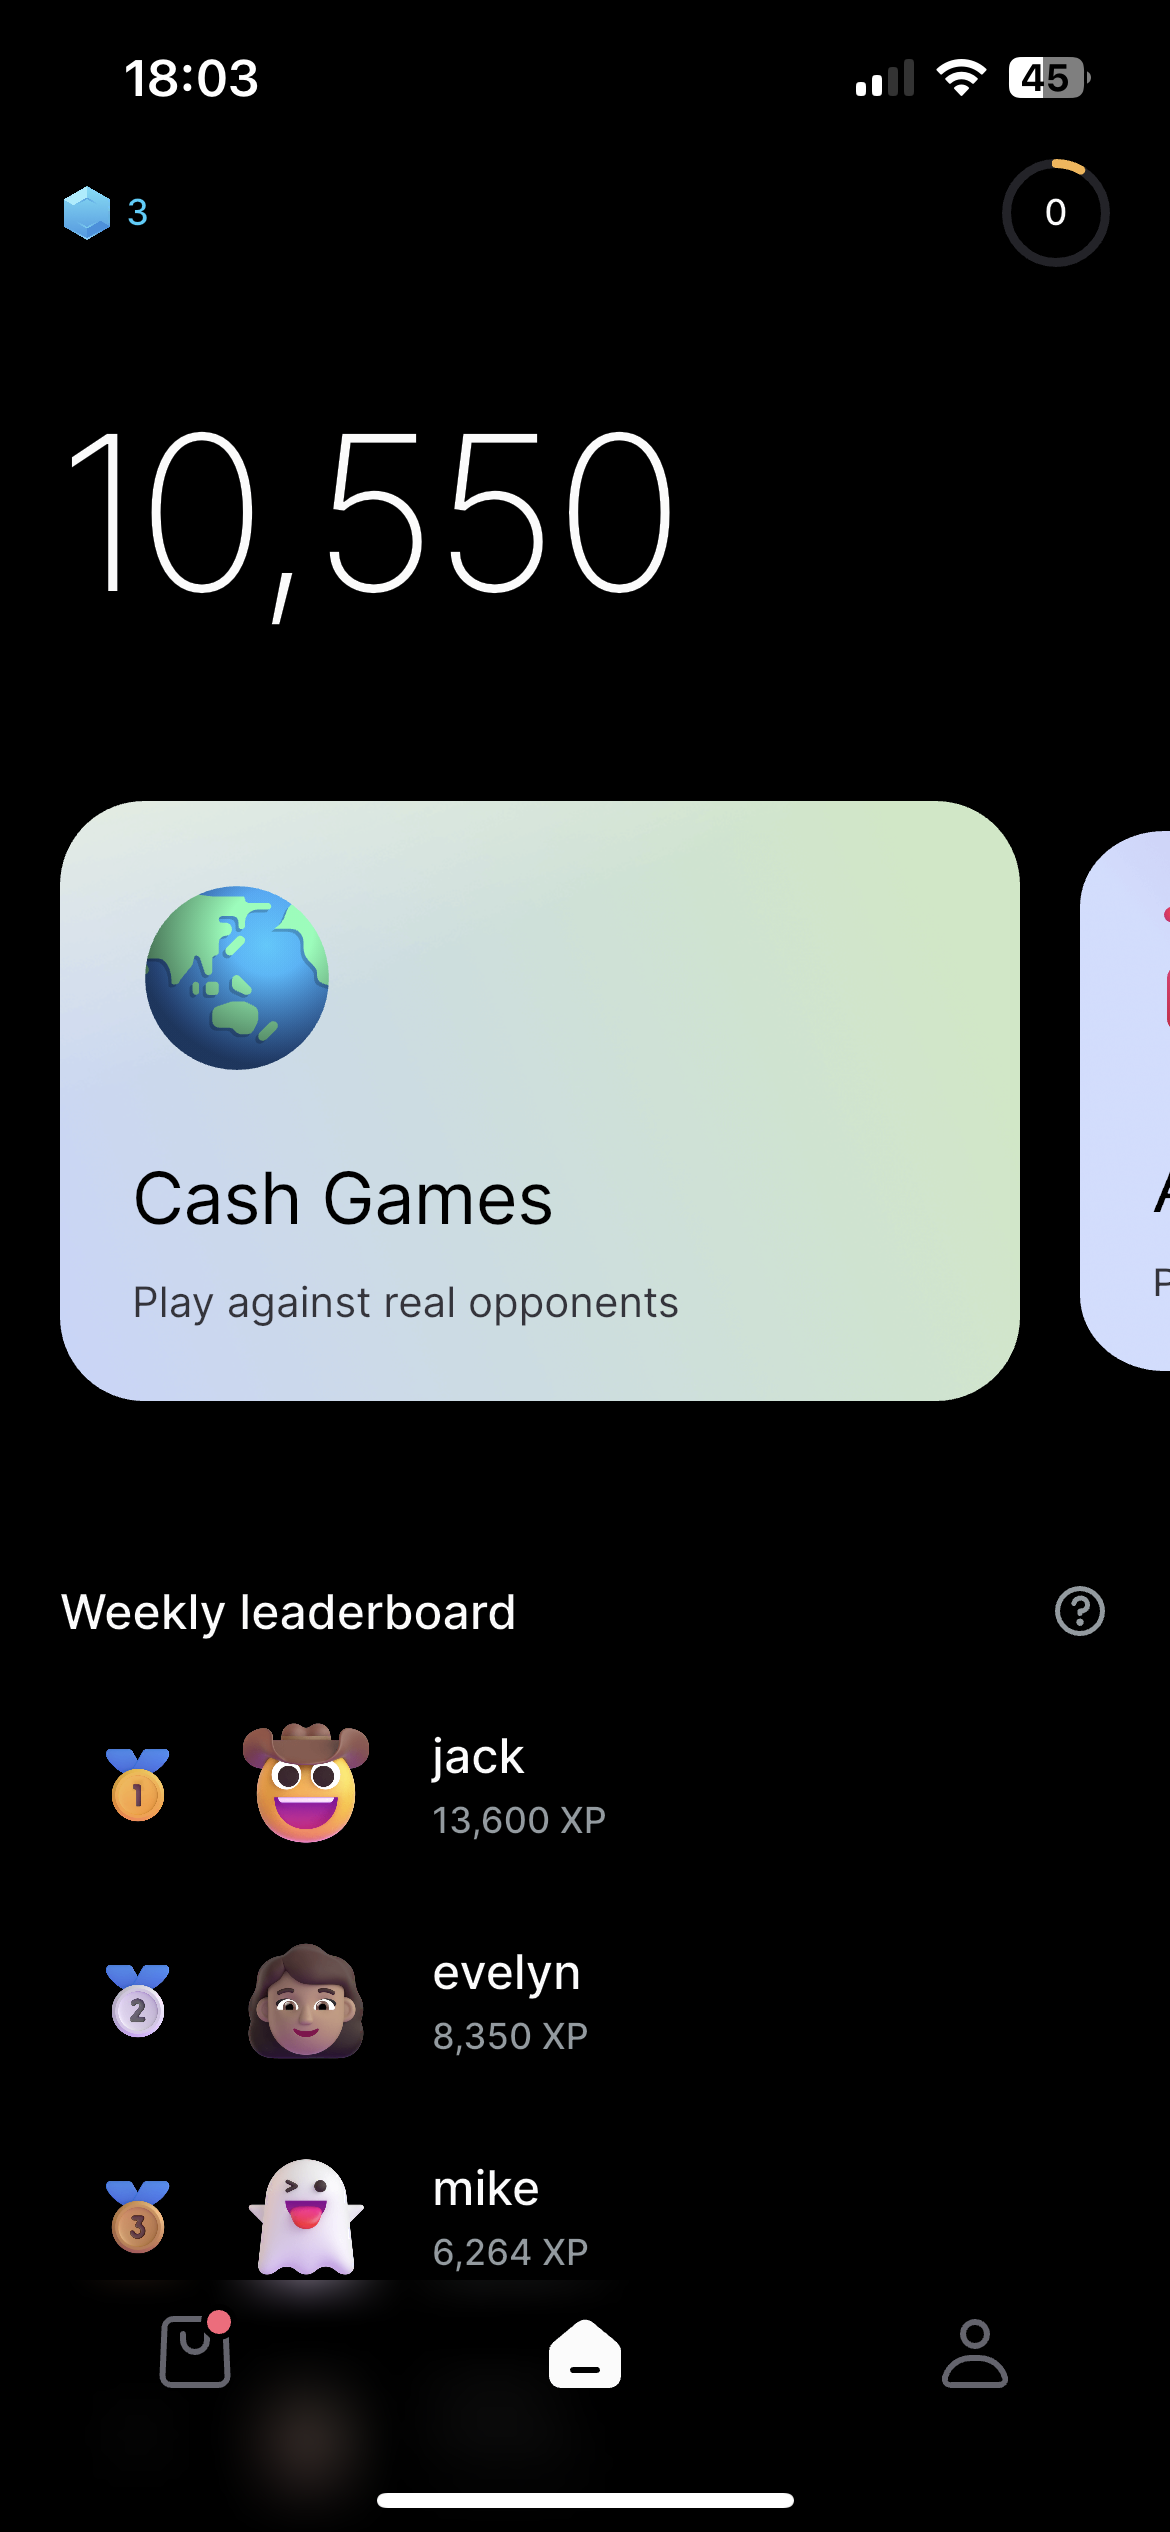 18:03
45
3
0
10,550
Cash Games
Play against real opponents
A
P
Weekly leaderboard
1
jack
13,600 XP
2
evelyn
8,350 XP
3
mike
6,264 XP